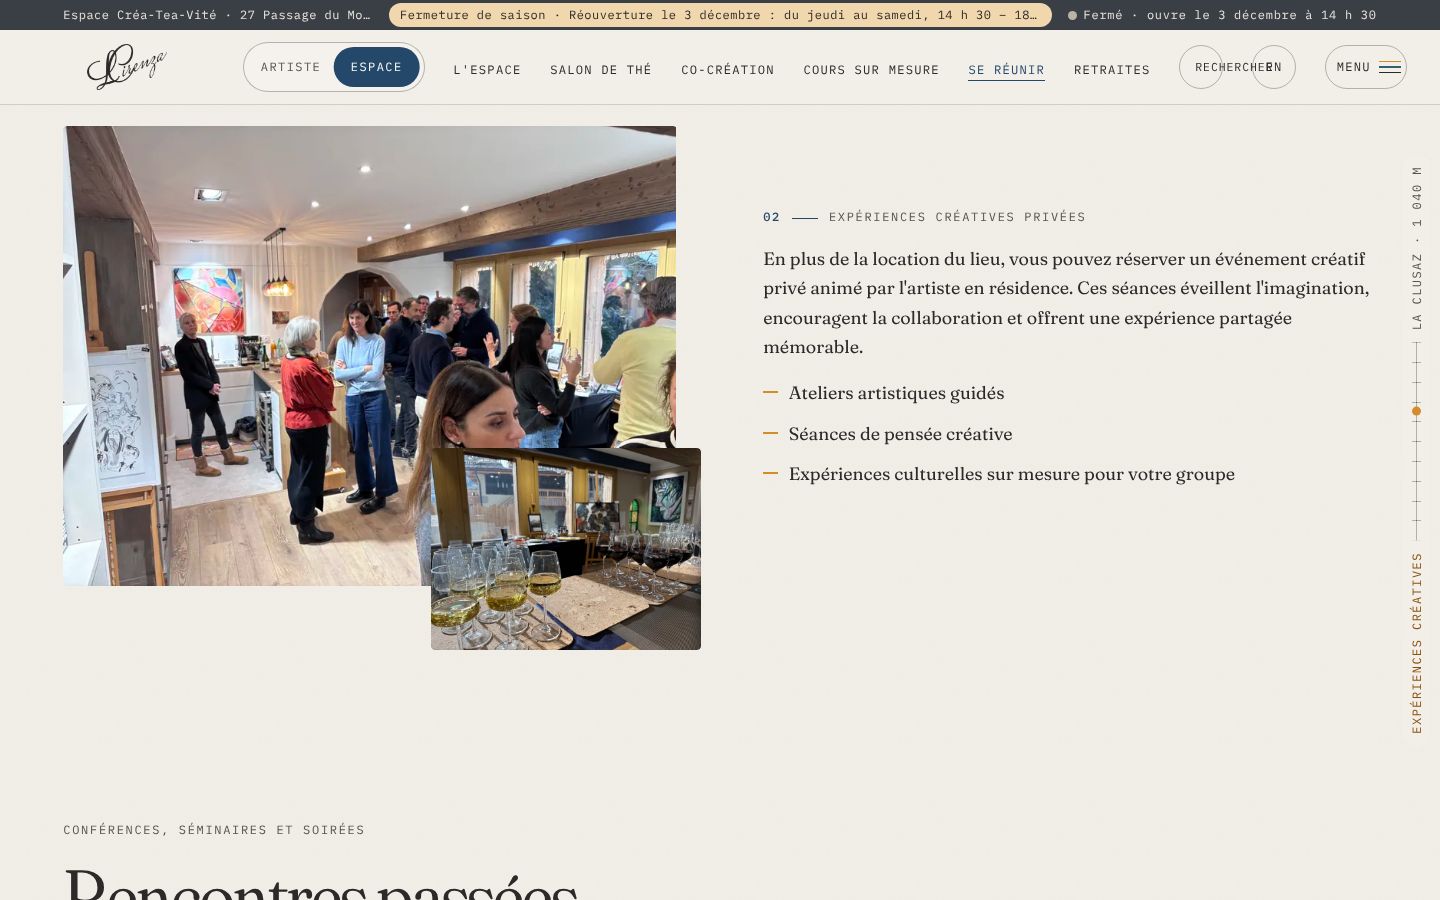 Espace Créa-Tea-Vité · 27 Passage du Mo…
Fermeture de saison · Réouverture le 3 décembre : du jeudi au samedi, 14 h 30 – 18…
Fermé · ouvre le 3 décembre à 14 h 30
Lirenza
ARTISTE
ESPACE
L'ESPACE
SALON DE THÉ
CO-CRÉATION
COURS SUR MESURE
SE RÉUNIR
RETRAITES
RECHERCHER
EN
MENU
LA CLUSAZ · 1 040 M
EXPÉRIENCES CRÉATIVES
02 — EXPÉRIENCES CRÉATIVES PRIVÉES
En plus de la location du lieu, vous pouvez réserver un événement créatif
privé animé par l'artiste en résidence. Ces séances éveillent l'imagination,
encouragent la collaboration et offrent une expérience partagée
mémorable.
— Ateliers artistiques guidés
— Séances de pensée créative
— Expériences culturelles sur mesure pour votre groupe
CONFÉRENCES, SÉMINAIRES ET SOIRÉES
Rencontres passées